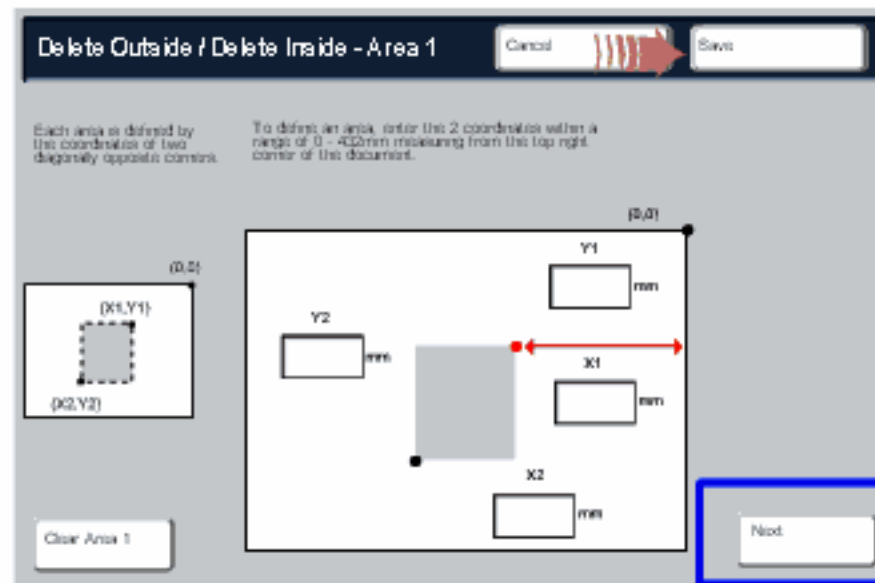 Delete Outside / Delete Inside - Area 1
Cancel
Save
Each area is defined by
the coordinates of two
diagonally opposite corners.
To define an area, enter the 2 coordinates within a
range of 0 - 432mm measuring from the top right
corner of the document.
(0,0)
(X1,Y1)
(X2,Y2)
(0,0)
Y1
mm
Y2
mm
X1
mm
X2
mm
Clear Area 1
Next